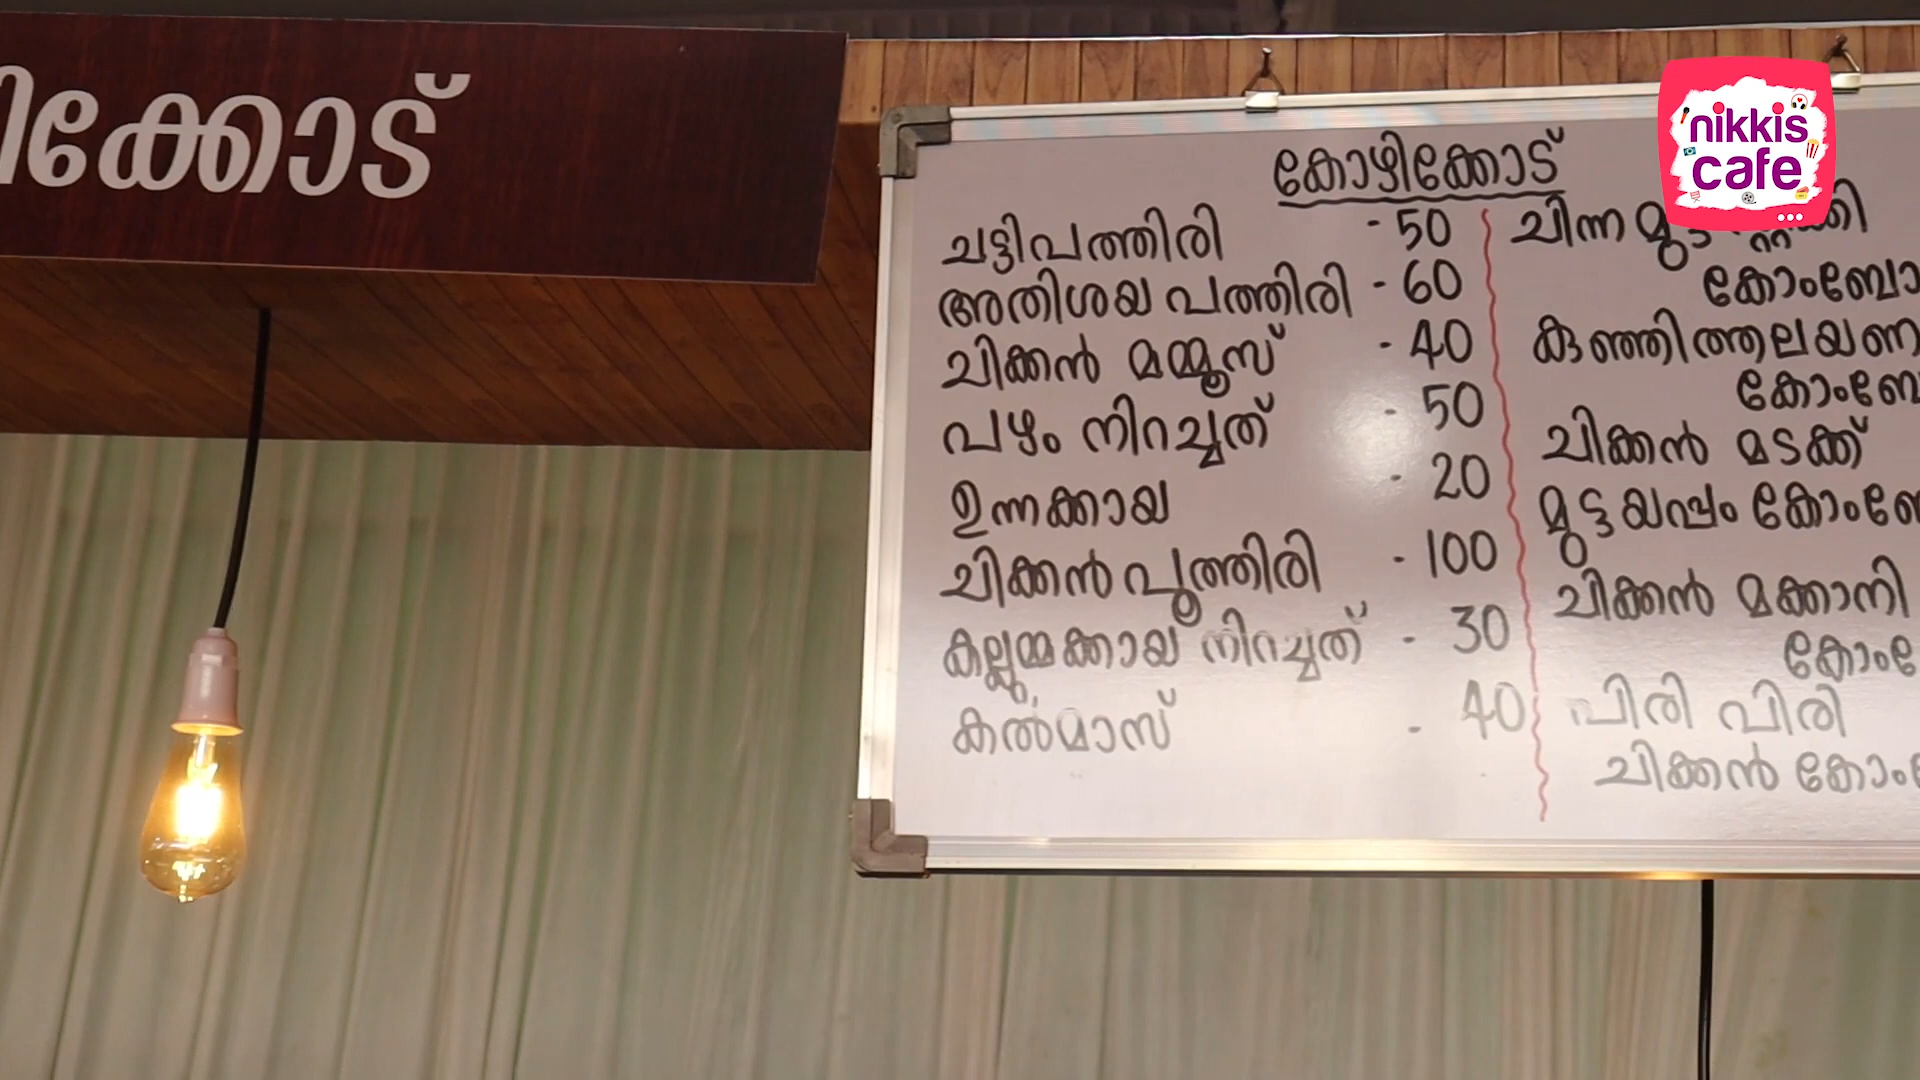 ിക്കോട്
nikkis
cafe
കോഴിക്കോട്
ചട്ടിപത്തിരി - 50
അതിശയ പത്തിരി - 60
ചിക്കൻ മമ്മൂസ് - 40
പഴം നിറച്ചത് - 50
ഉന്നക്കായ - 20
ചിക്കൻ പൂത്തിരി - 100
കല്ലുമ്മക്കായ നിറച്ചത് - 30
കൽമാസ് - 40
ചിന്ന
കോംബോ
കുഞ്ഞിത്തലയണ
ചിക്കൻ മടക്ക്
മുട്ടയപ്പം
ചിക്കൻ മക്കാനി
പിരി പിരി
ചിക്കൻ